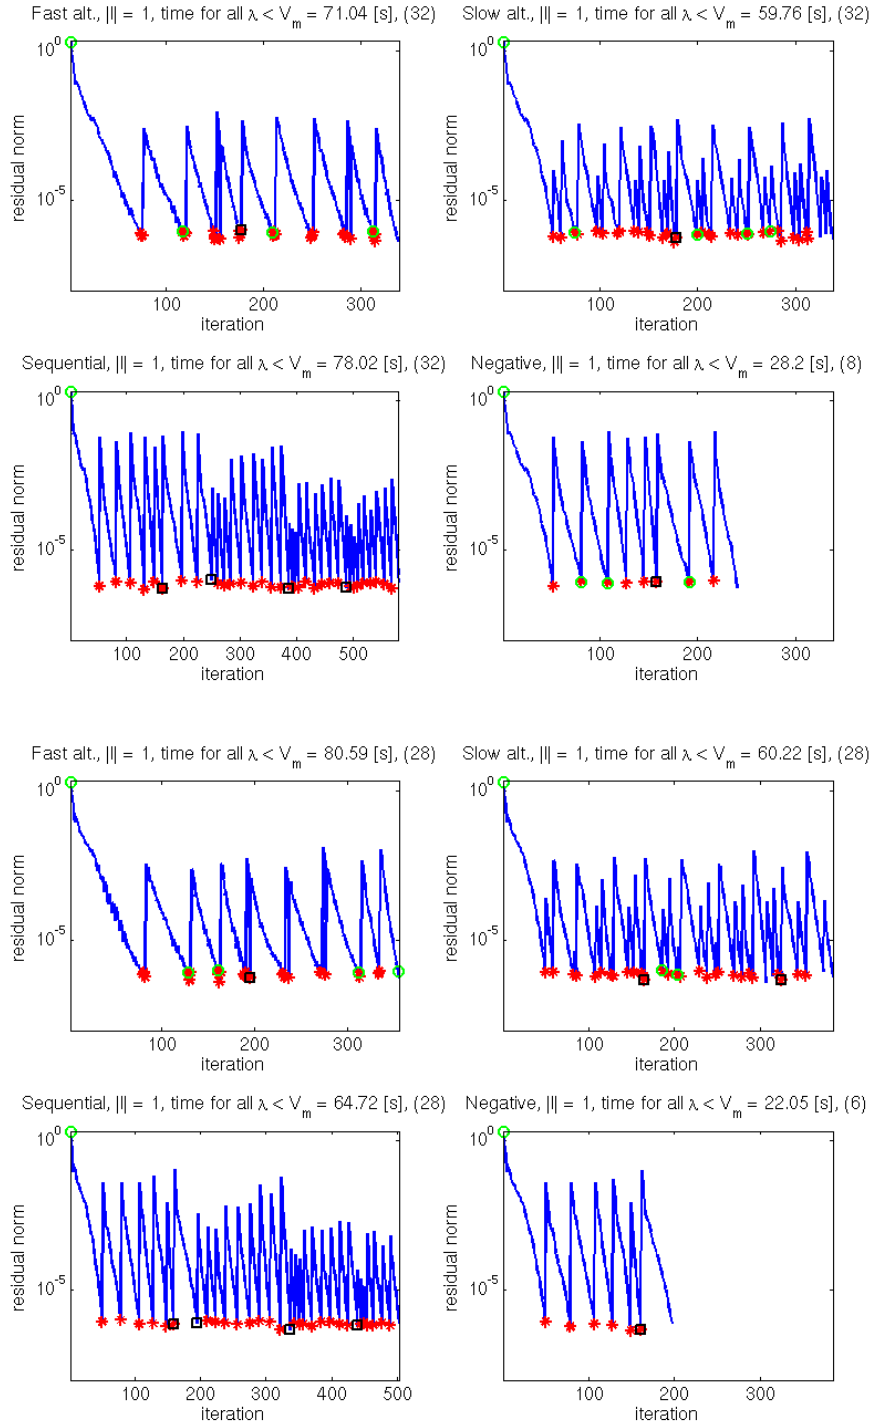 Fast alt., |I| = 1, time for all λ < V_m = 71.04 [s], (32)
10^0
10^-5
residual norm
100 200 300
iteration
Slow alt., |I| = 1, time for all λ < V_m = 59.76 [s], (32)
10^0
10^-5
residual norm
100 200 300
iteration
Sequential, |I| = 1, time for all λ < V_m = 78.02 [s], (32)
10^0
10^-5
residual norm
100 200 300 400 500
iteration
Negative, |I| = 1, time for all λ < V_m = 28.2 [s], (8)
10^0
10^-5
residual norm
100 200 300
iteration
Fast alt., |I| = 1, time for all λ < V_m = 80.59 [s], (28)
10^0
10^-5
residual norm
100 200 300
iteration
Slow alt., |I| = 1, time for all λ < V_m = 60.22 [s], (28)
10^0
10^-5
residual norm
100 200 300
iteration
Sequential, |I| = 1, time for all λ < V_m = 64.72 [s], (28)
10^0
10^-5
residual norm
100 200 300 400 500
iteration
Negative, |I| = 1, time for all λ < V_m = 22.05 [s], (6)
10^0
10^-5
residual norm
100 200 300
iteration